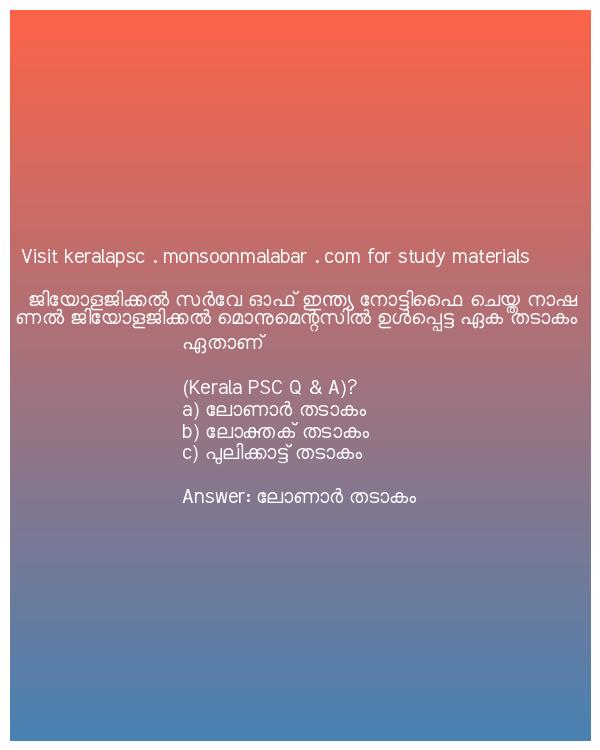 Visit keralapsc . monsoonmalabar . com for study materials
ജിയോളജിക്കൽ സർവേ ഓഫ് ഇന്ത്യ നോട്ടിഫൈ ചെയ്ത നാഷ
ണൽ ജിയോളജിക്കൽ മൊനുമെന്റ്സിൽ ഉൾപ്പെട്ട ഏക തടാകം
ഏതാണ്
(Kerala PSC Q & A)?
a) ലോണാർ തടാകം
b) ലോക്തക് തടാകം
c) പുലിക്കാട്ട് തടാകം
Answer: ലോണാർ തടാകം